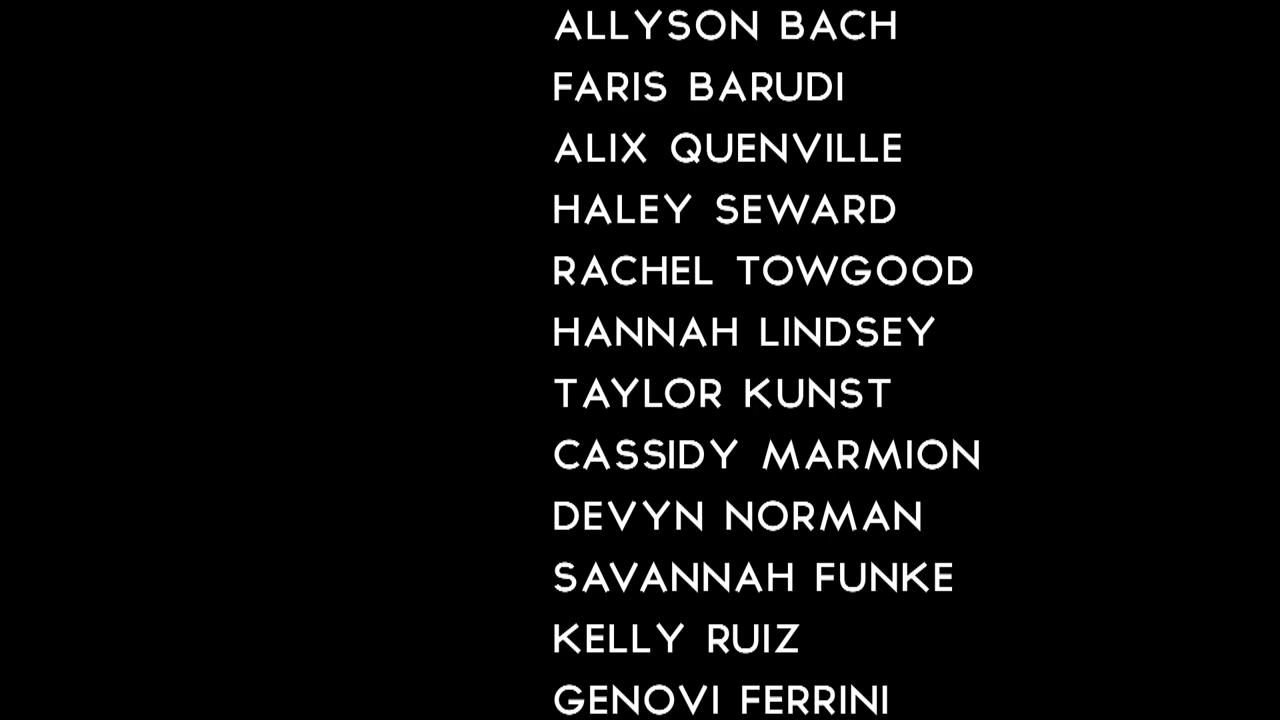 ALLYSON BACH
FARIS BARUDI
ALIX QUENVILLE
HALEY SEWARD
RACHEL TOWGOOD
HANNAH LINDSEY
TAYLOR KUNST
CASSIDY MARMION
DEVYN NORMAN
SAVANNAH FUNKE
KELLY RUIZ
GENOVI FERRINI